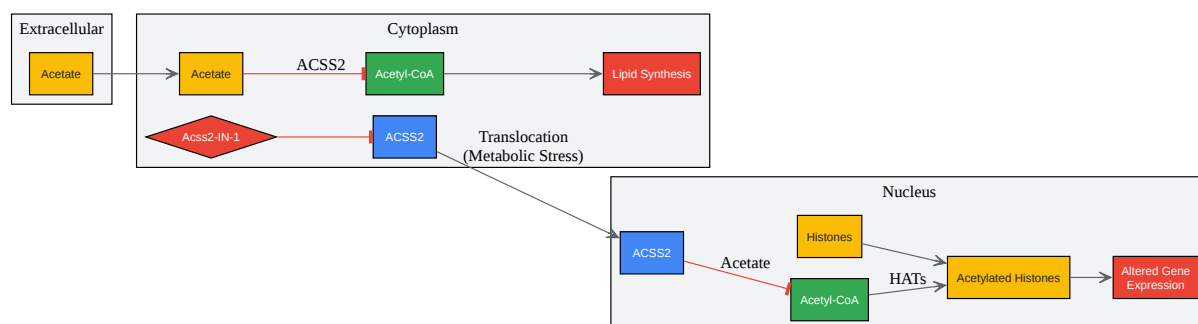 Extracellular
Acetate
Cytoplasm
Acetate
ACSS2
Acetyl-CoA
Lipid Synthesis
Acss2-IN-1
ACSS2
Translocation
(Metabolic Stress)
Nucleus
ACSS2
Acetate
Histones
Acetyl-CoA
HATs
Acetylated Histones
Altered Gene
Expression